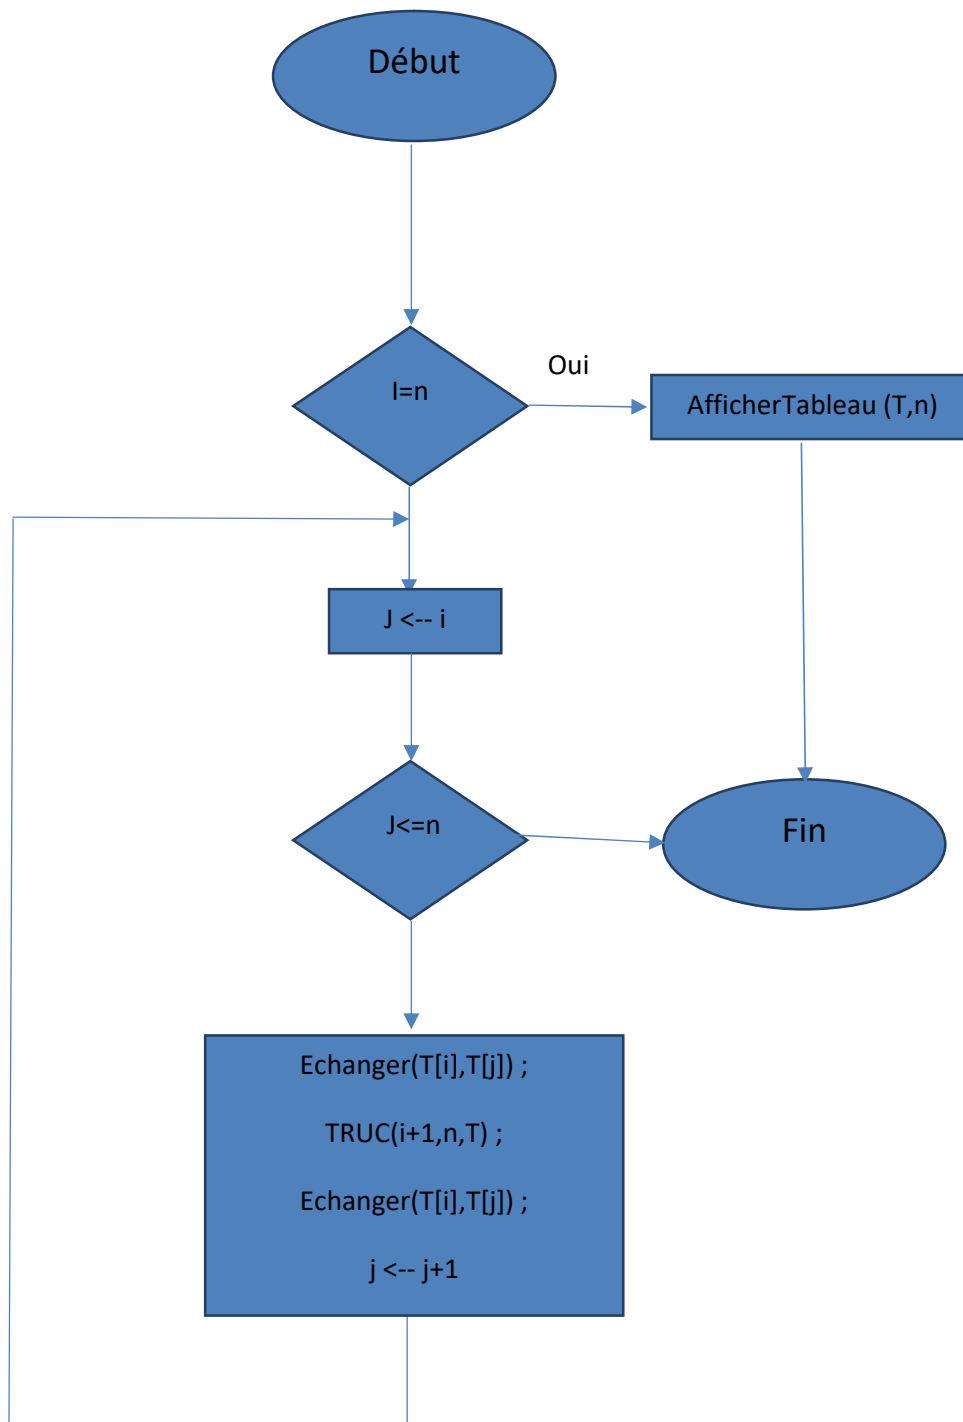 Début
I=n
Oui
AfficherTableau (T,n)
J <-- i
J<=n
Fin
Echanger(T[i],T[j]) ;
TRUC(i+1,n,T) ;
Echanger(T[i],T[j]) ;
j <-- j+1